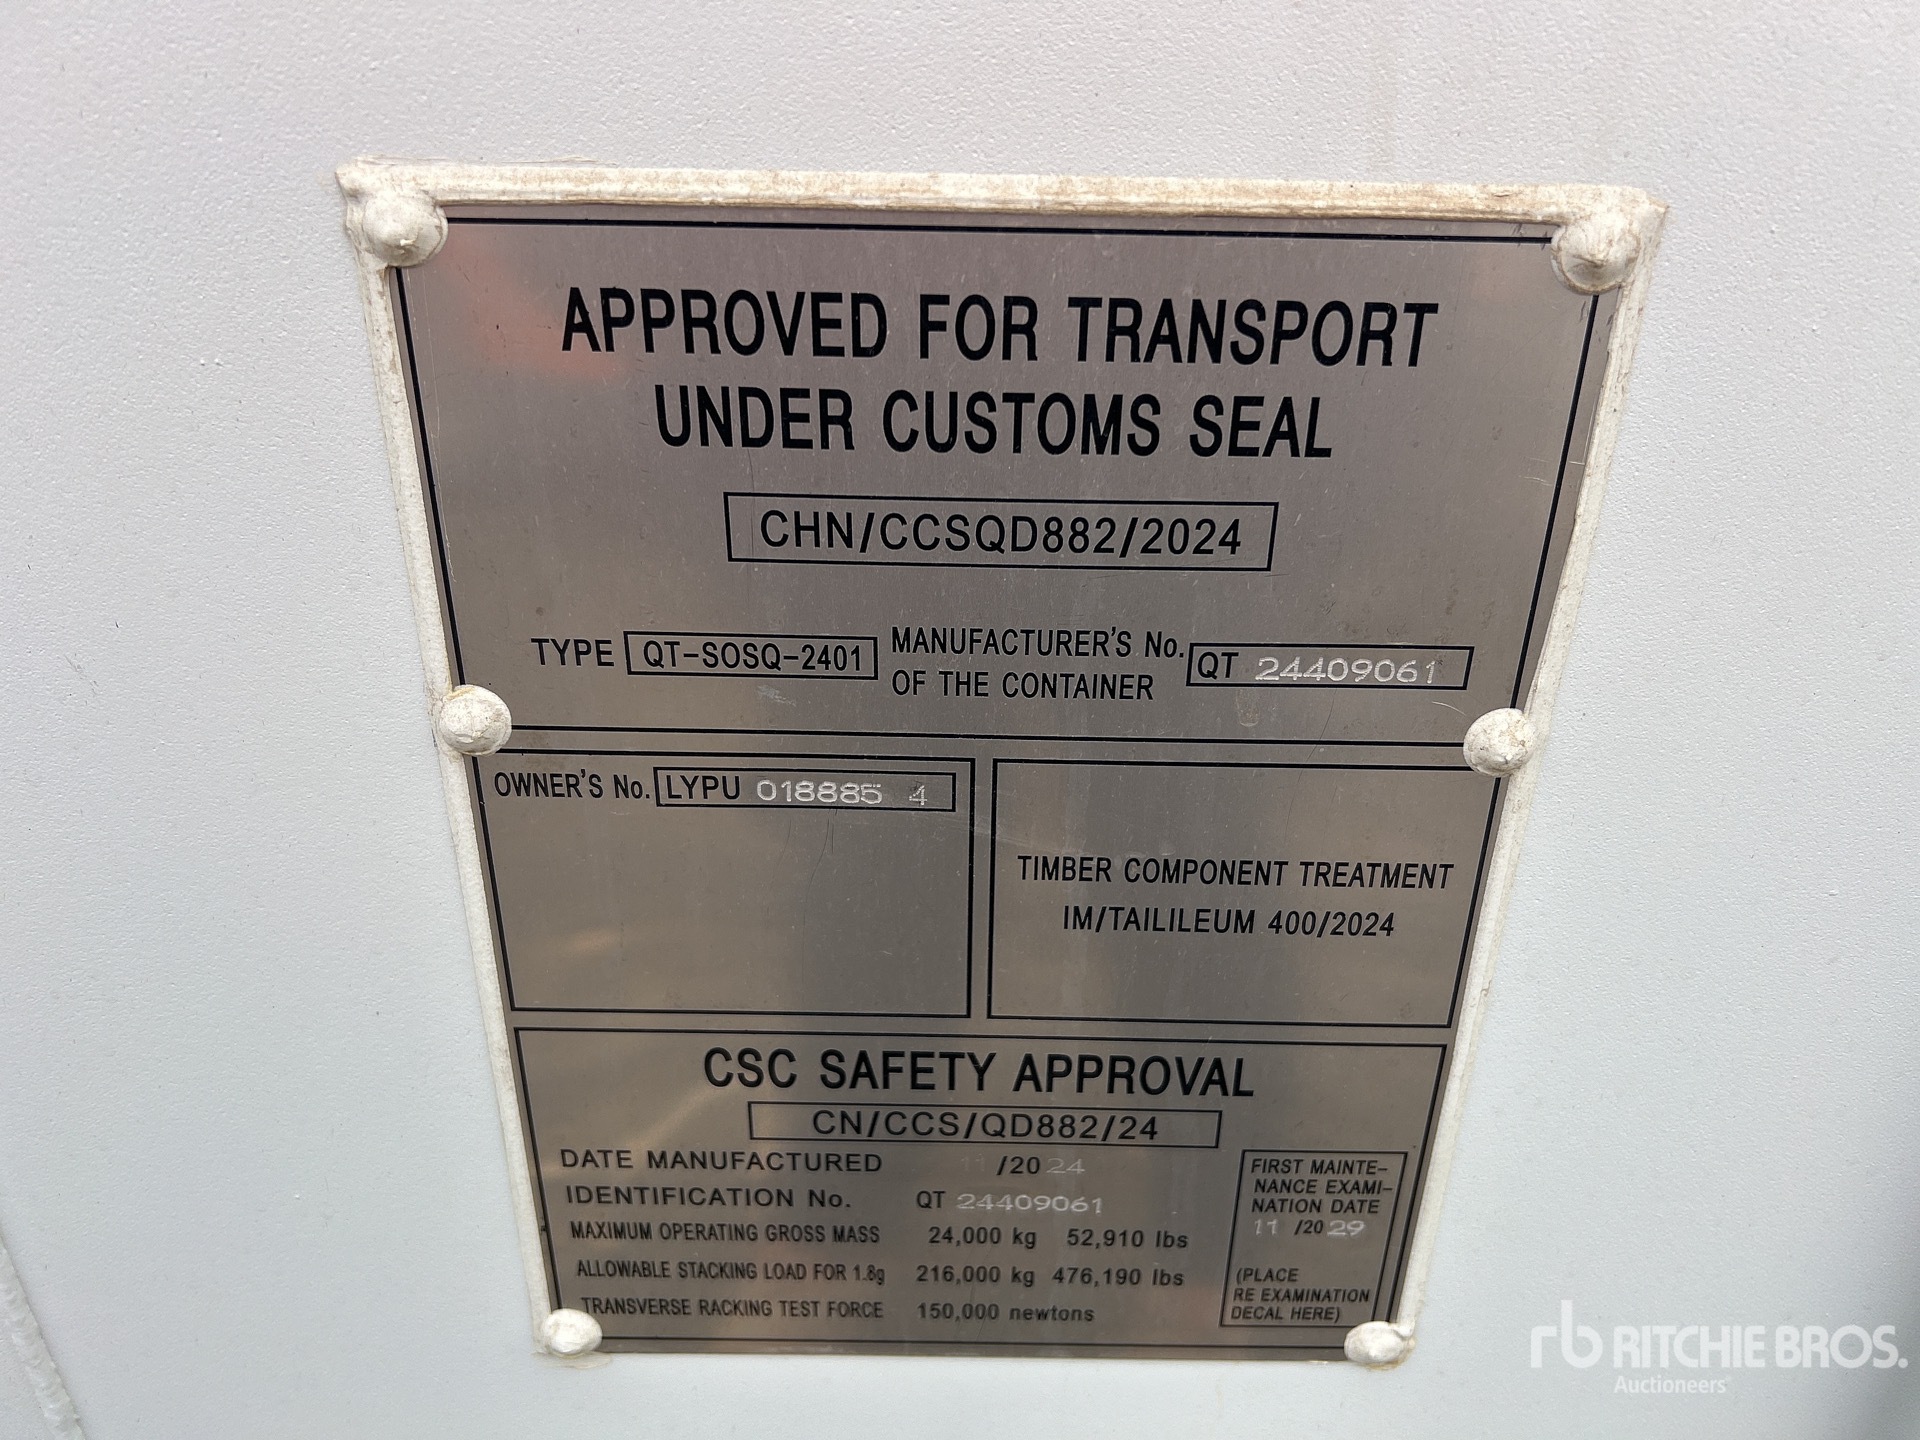 APPROVED FOR TRANSPORT
UNDER CUSTOMS SEAL
CHN/CCSQD882/2024
TYPE QT-SOSQ-2401 MANUFACTURER'S No. OF THE CONTAINER QT 24409061
OWNER'S No. LYPU 018885 4
TIMBER COMPONENT TREATMENT
IM/TAILILEUM 400/2024
CSC SAFETY APPROVAL
CN/CCS/QD882/24
DATE MANUFACTURED 11/2024
IDENTIFICATION No. QT 24409061
MAXIMUM OPERATING GROSS MASS 24,000 kg 52,910 lbs
ALLOWABLE STACKING LOAD FOR 1.8g 216,000 kg 476,190 lbs
TRANSVERSE RACKING TEST FORCE 150,000 newtons
FIRST MAINTE-
NANCE EXAMI-
NATION DATE
11 /2029
(PLACE
RE EXAMINATION
DECAL HERE)
rb RITCHIE BROS.
Auctioneers